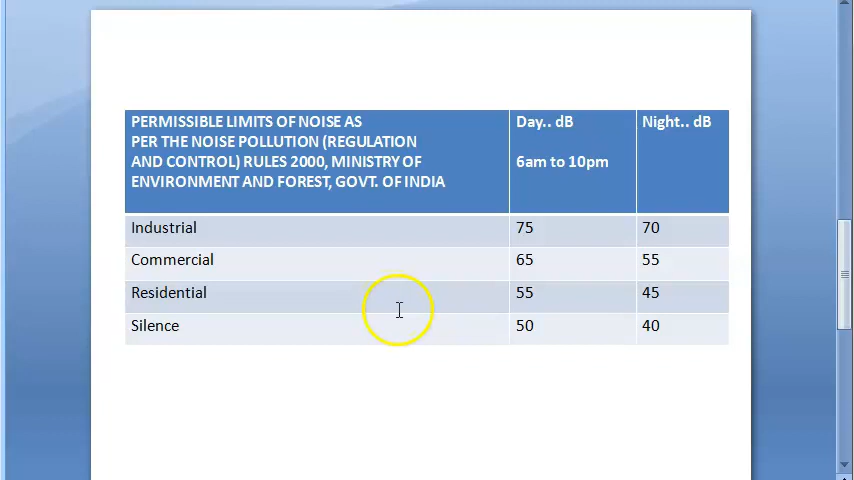 PERMISSIBLE LIMITS OF NOISE AS
PER THE NOISE POLLUTION (REGULATION
AND CONTROL) RULES 2000, MINISTRY OF
ENVIRONMENT AND FOREST, GOVT. OF INDIA
Day.. dB
6am to 10pm
Night.. dB
Industrial 75 70
Commercial 65 55
Residential 55 45
Silence 50 40